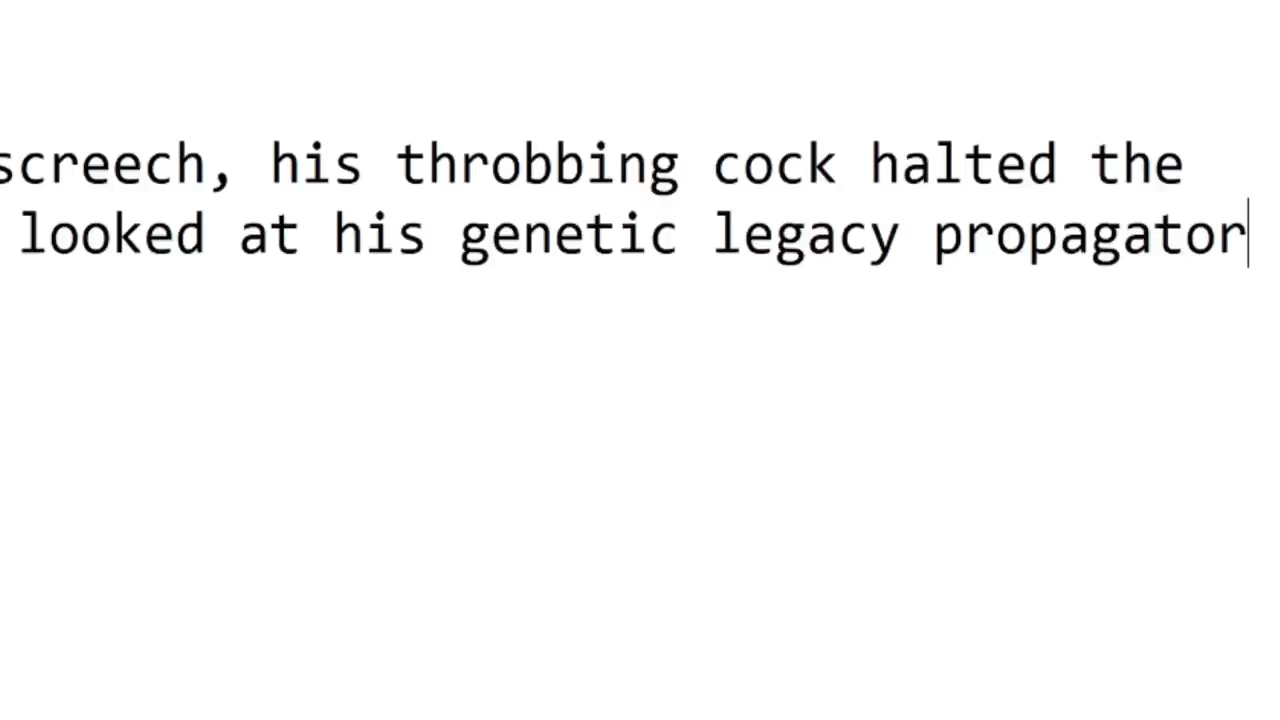 screech, his throbbing cock halted the
looked at his genetic legacy propagator